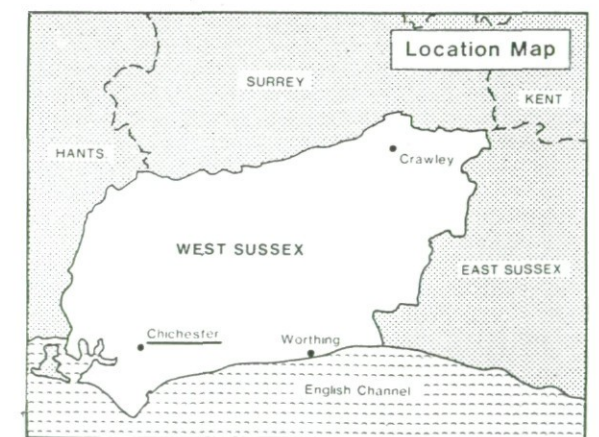 Location Map
SURREY
KENT
HANTS.
Crawley
WEST SUSSEX
EAST SUSSEX
Chichester
Worthing
English Channel